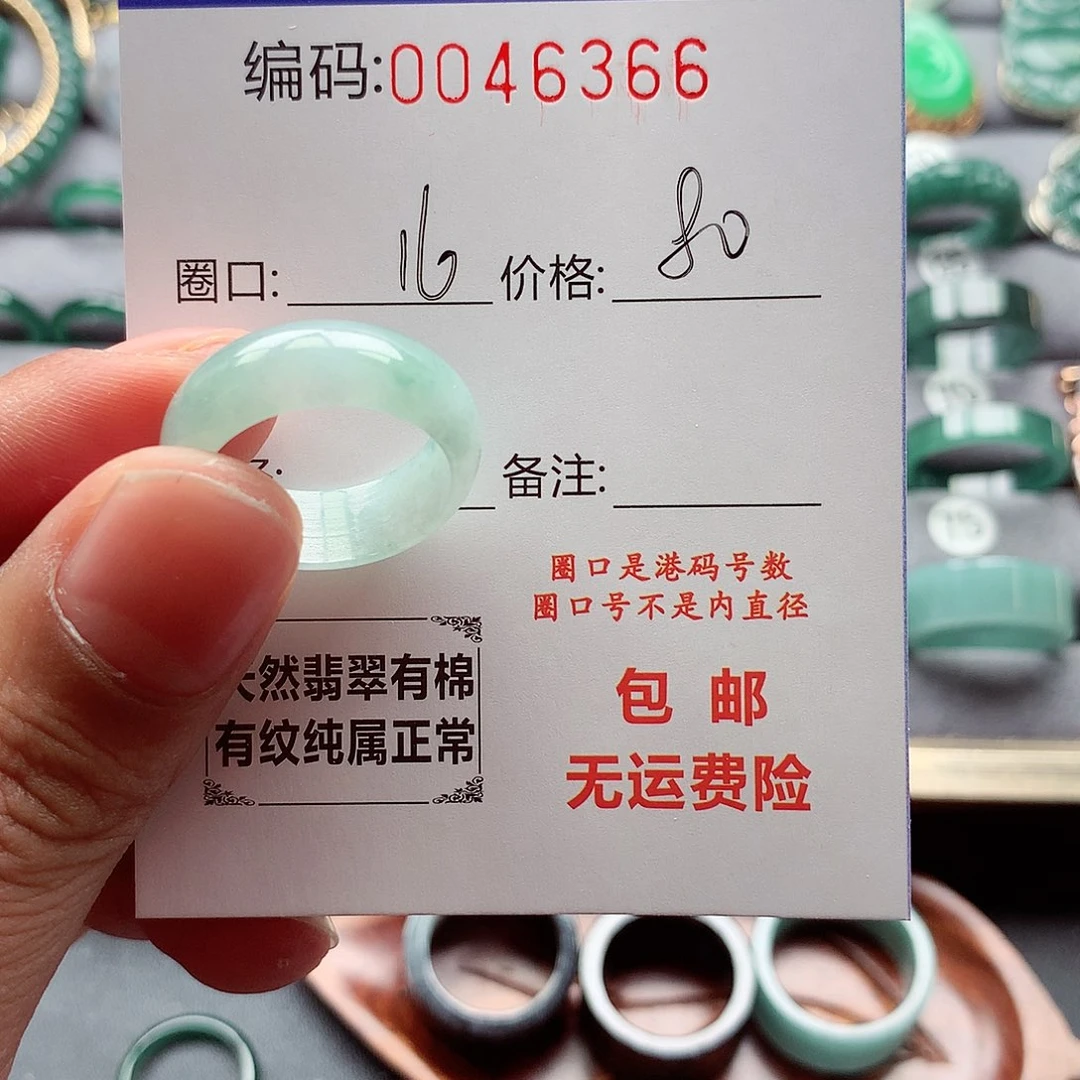 编码:0046366
圈口: 16 价格: 80
备注:
圈口是港码号数
圈口号不是内直径
天然翡翠有棉
有纹纯属正常
包 邮
无运费险
15